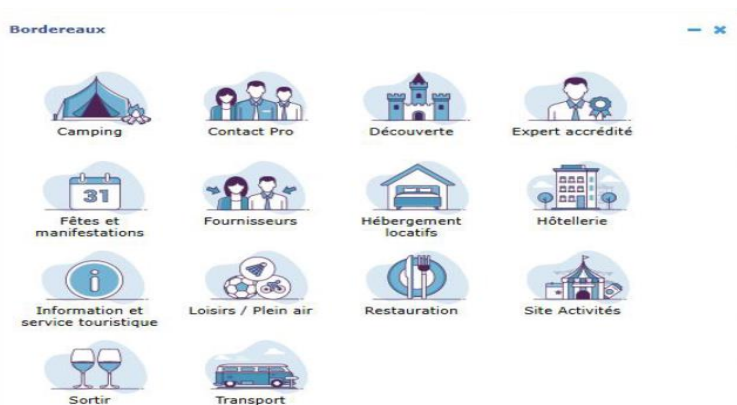 Bordereaux
Camping
Contact Pro
Découverte
Expert accrédité
31
Fêtes et
manifestations
Fournisseurs
Hébergement
locatifs
Hôtellerie
Information et
service touristique
Loisirs / Plein air
Restauration
Site Activités
Sortir
Transport